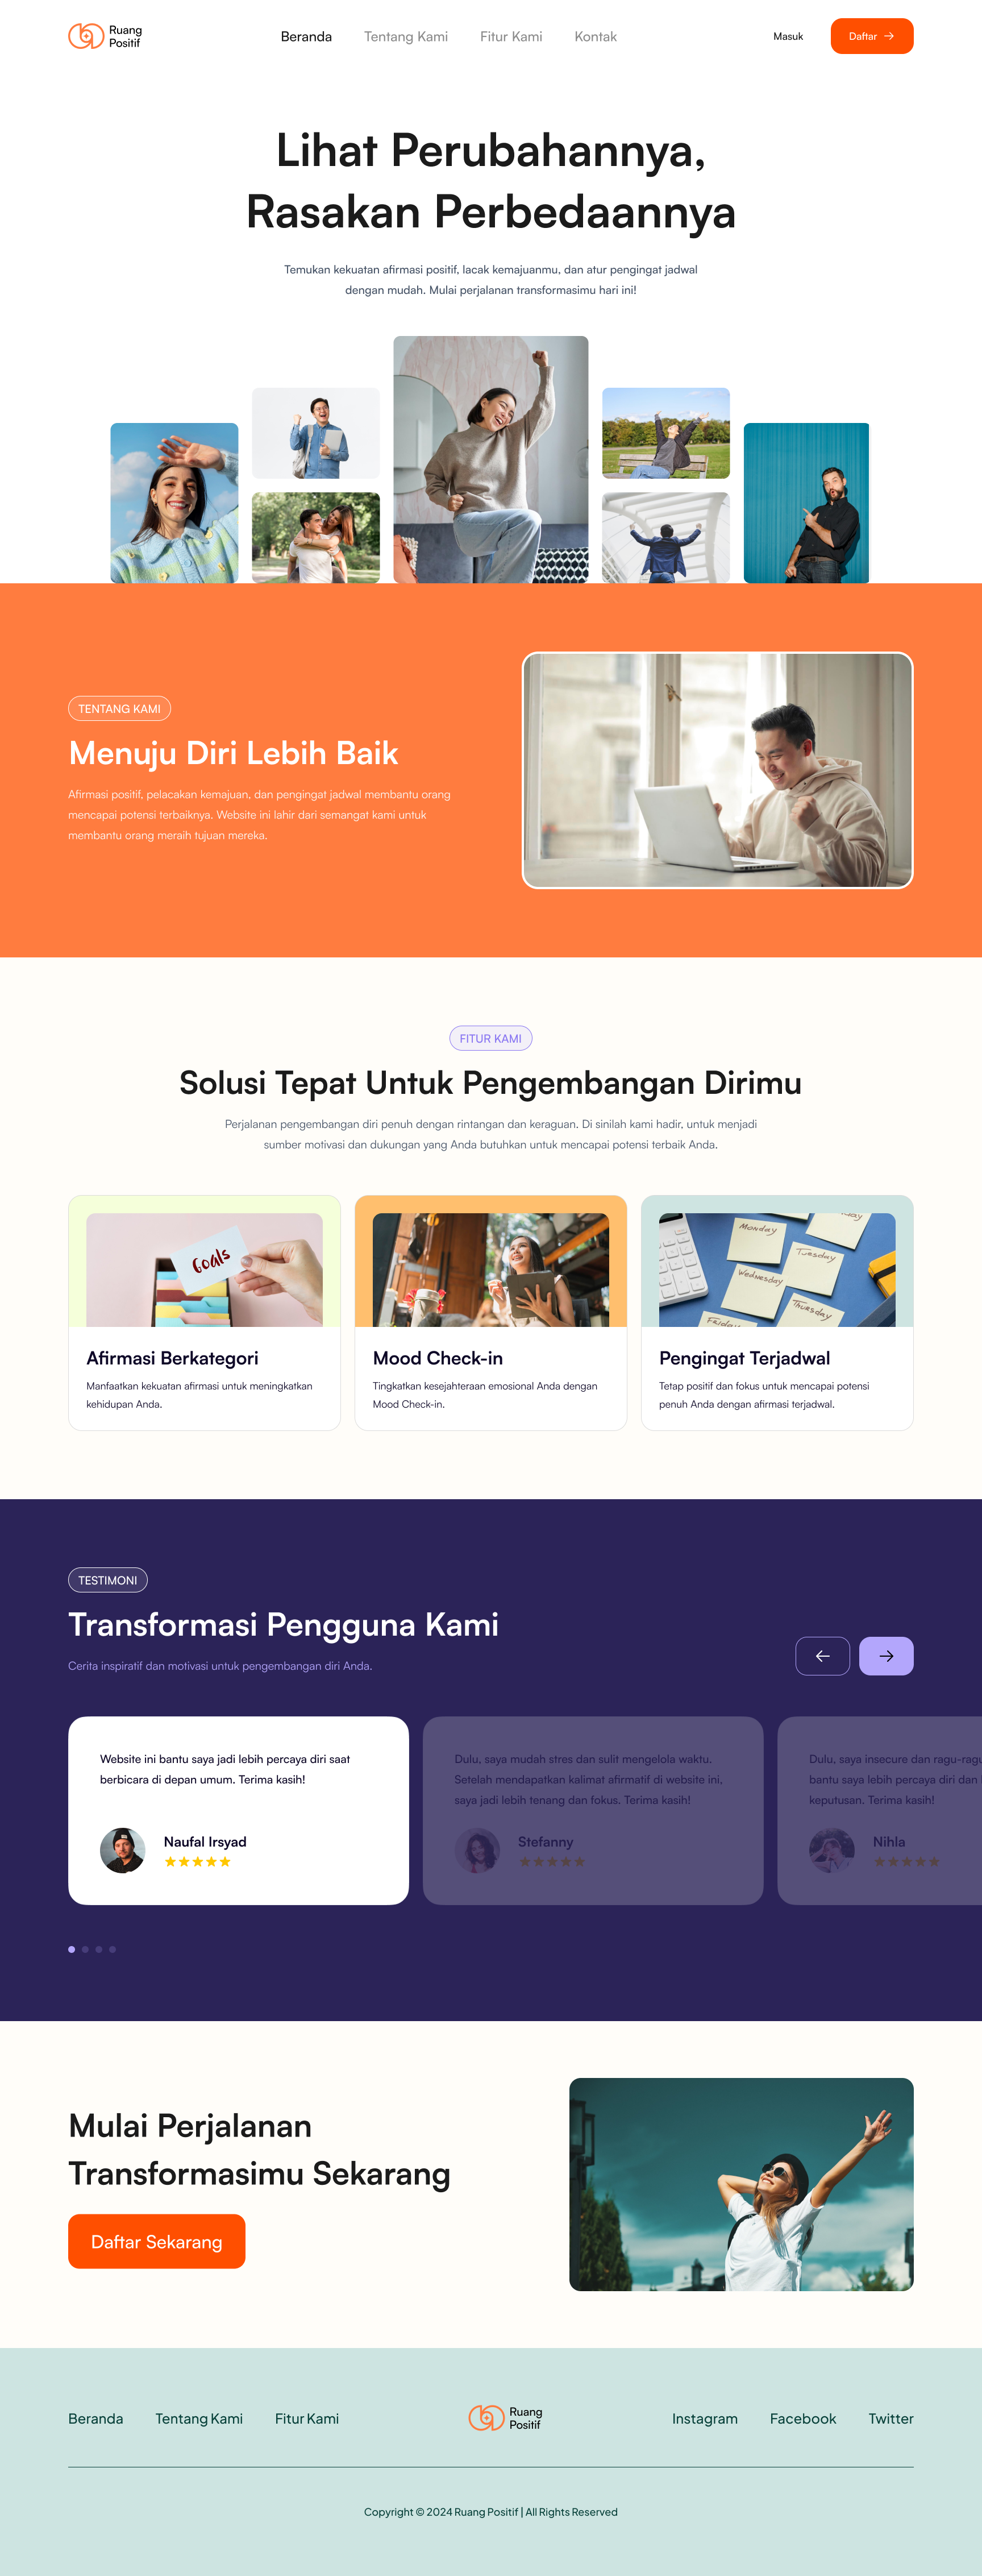 Ruang
Positif
Beranda
Tentang Kami
Fitur Kami
Kontak
Masuk
Daftar
Lihat Perubahannya,
Rasakan Perbedaannya
Temukan kekuatan afirmasi positif, lacak kemajuanmu, dan atur pengingat jadwal
dengan mudah. Mulai perjalanan transformasimu hari ini!
TENTANG KAMI
Menuju Diri Lebih Baik
Afirmasi positif, pelacakan kemajuan, dan pengingat jadwal membantu orang
mencapai potensi terbaiknya. Website ini lahir dari semangat kami untuk
membantu orang meraih tujuan mereka.
FITUR KAMI
Solusi Tepat Untuk Pengembangan Dirimu
Perjalanan pengembangan diri penuh dengan rintangan dan keraguan. Di sinilah kami hadir, untuk menjadi
sumber motivasi dan dukungan yang Anda butuhkan untuk mencapai potensi terbaik Anda.
Goals
Afirmasi Berkategori
Manfaatkan kekuatan afirmasi untuk meningkatkan
kehidupan Anda.
Mood Check-in
Tingkatkan kesejahteraan emosional Anda dengan
Mood Check-in.
Monday
Tuesday
Wednesday
Thursday
Friday
Pengingat Terjadwal
Tetap positif dan fokus untuk mencapai potensi
penuh Anda dengan afirmasi terjadwal.
TESTIMONI
Transformasi Pengguna Kami
Cerita inspiratif dan motivasi untuk pengembangan diri Anda.
Website ini bantu saya jadi lebih percaya diri saat
berbicara di depan umum. Terima kasih!
Naufal Irsyad
Dulu, saya mudah stres dan sulit mengelola waktu.
Setelah mendapatkan kalimat afirmatif di website ini,
saya jadi lebih tenang dan fokus. Terima kasih!
Stefanny
Dulu, saya insecure dan ragu-ragu
bantu saya lebih percaya diri dan
keputusan. Terima kasih!
Nihla
Mulai Perjalanan
Transformasimu Sekarang
Daftar Sekarang
Beranda
Tentang Kami
Fitur Kami
Ruang
Positif
Instagram
Facebook
Twitter
Copyright © 2024 Ruang Positif | All Rights Reserved